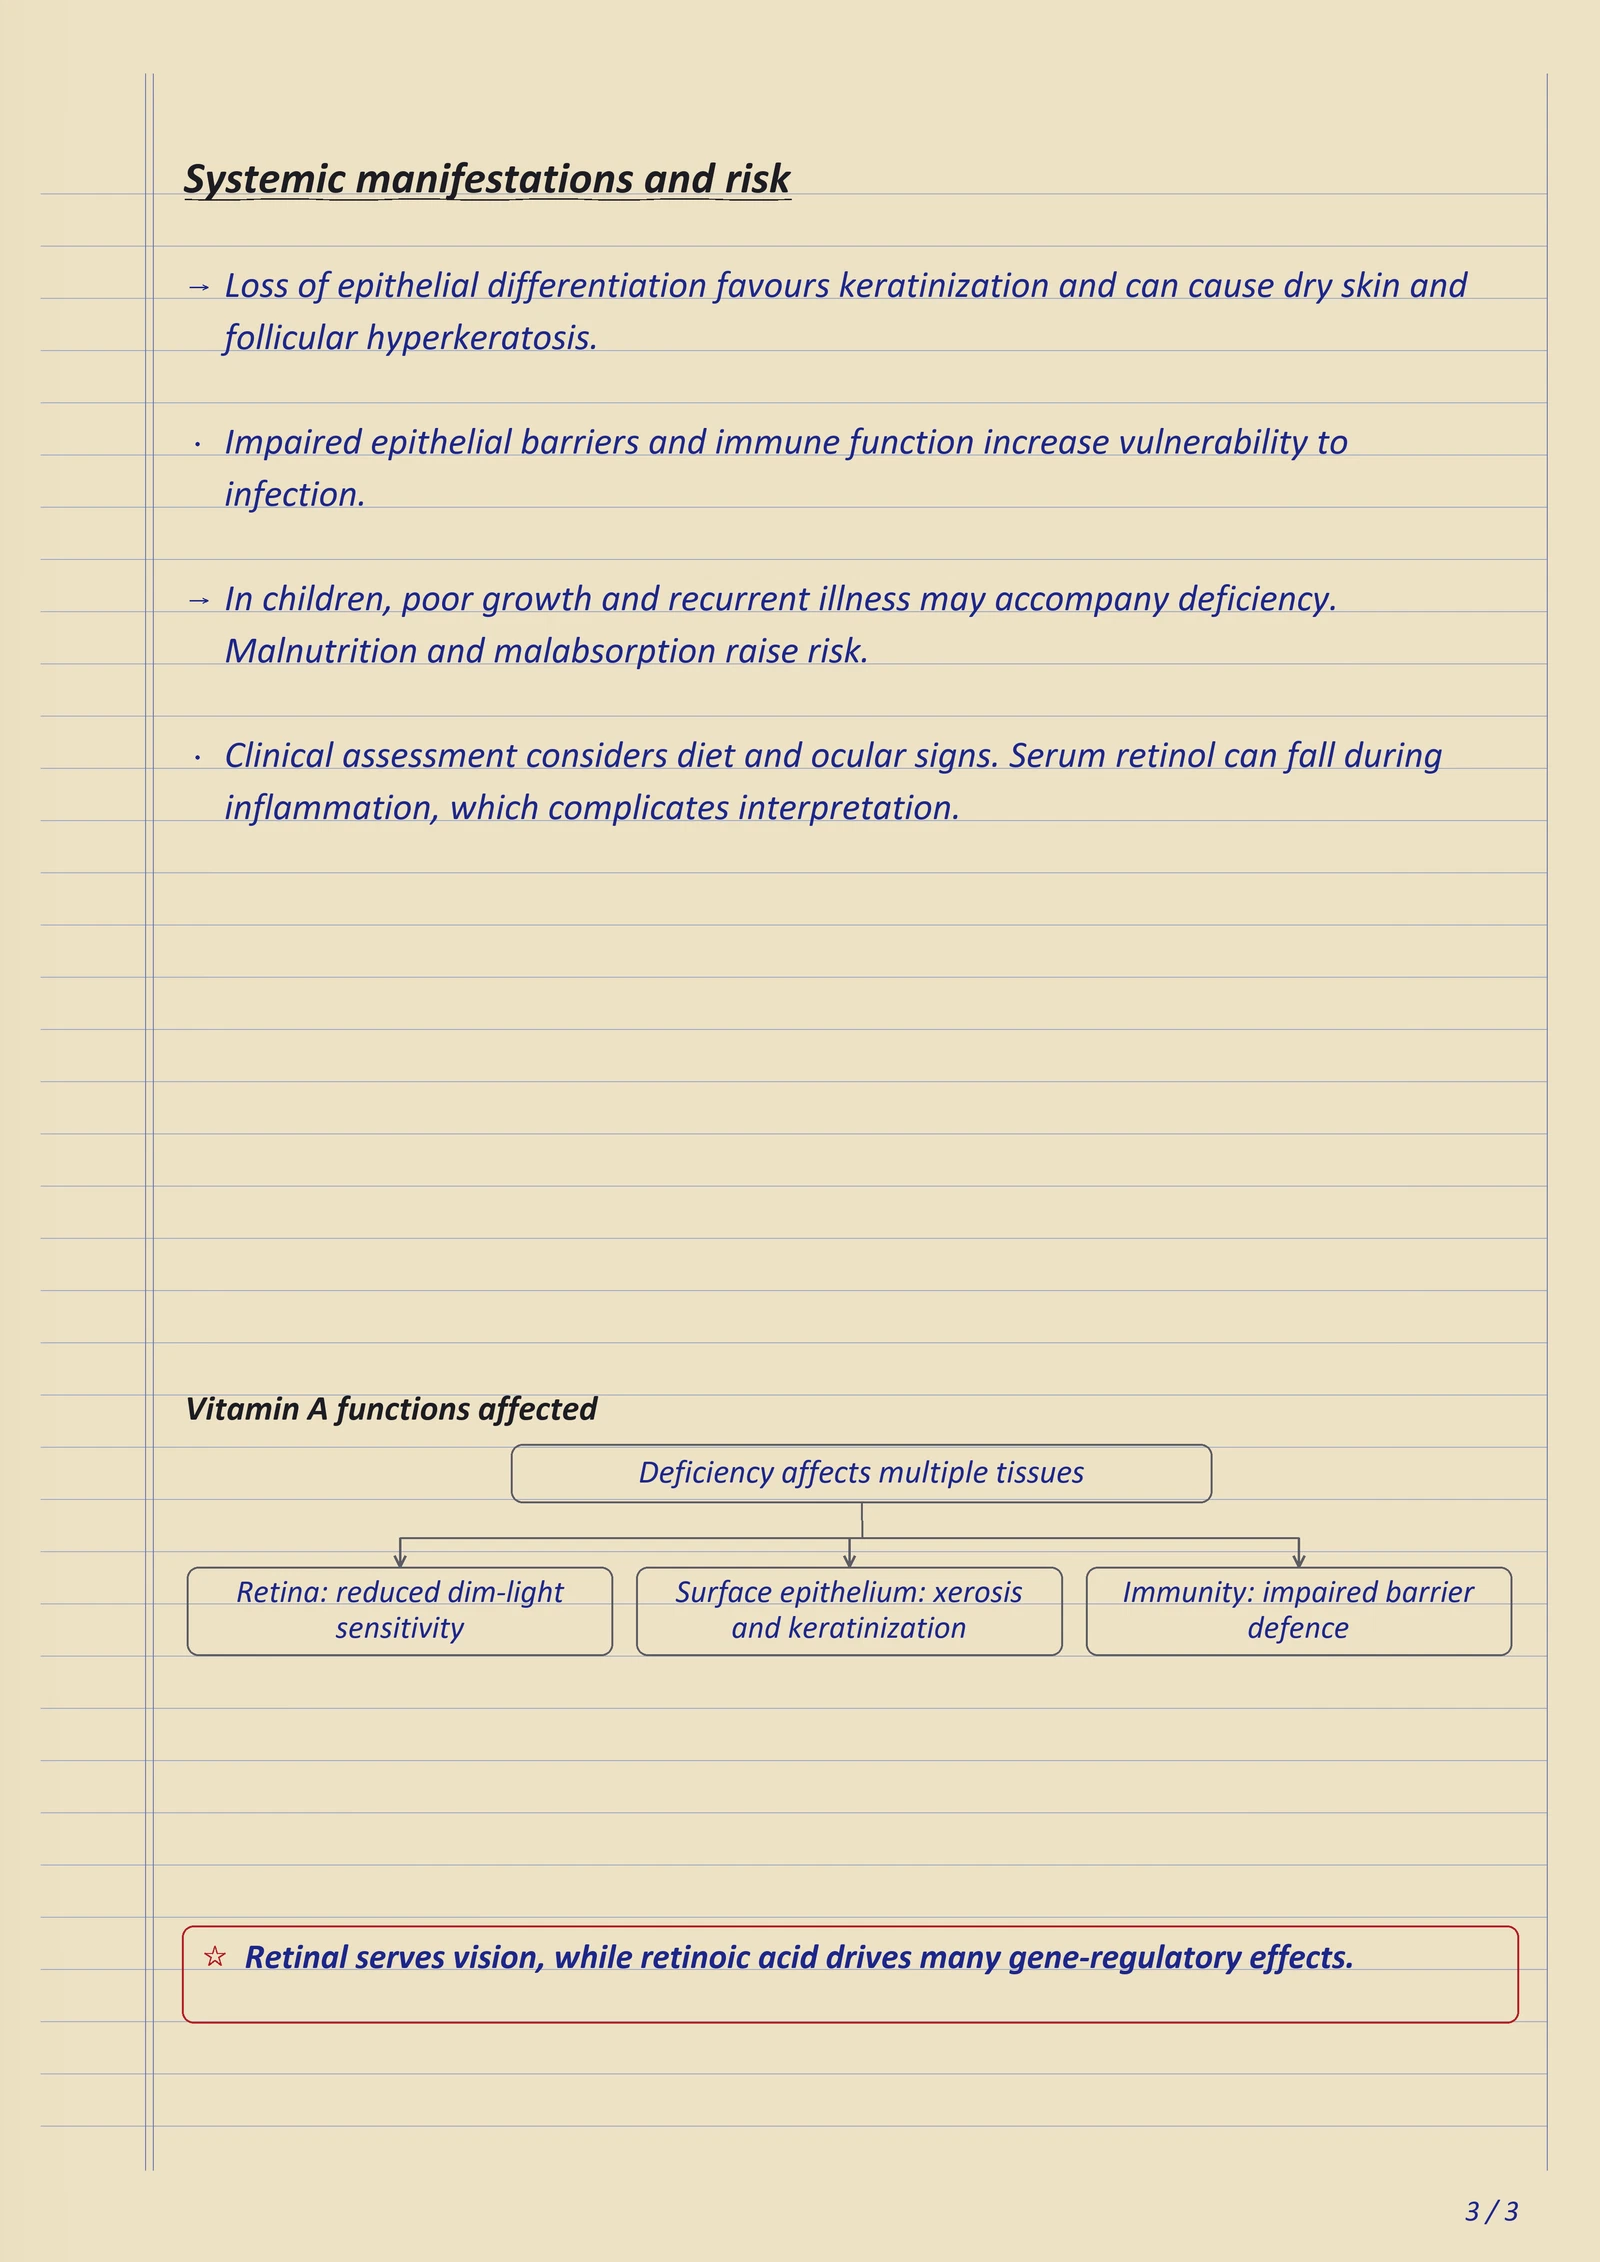 Systemic manifestations and risk
→ Loss of epithelial differentiation favours keratinization and can cause dry skin and
follicular hyperkeratosis.
· Impaired epithelial barriers and immune function increase vulnerability to
infection.
→ In children, poor growth and recurrent illness may accompany deficiency.
Malnutrition and malabsorption raise risk.
· Clinical assessment considers diet and ocular signs. Serum retinol can fall during
inflammation, which complicates interpretation.
Vitamin A functions affected
Deficiency affects multiple tissues
Retina: reduced dim-light
sensitivity
Surface epithelium: xerosis
and keratinization
Immunity: impaired barrier
defence
☆ Retinal serves vision, while retinoic acid drives many gene-regulatory effects.
3 / 3